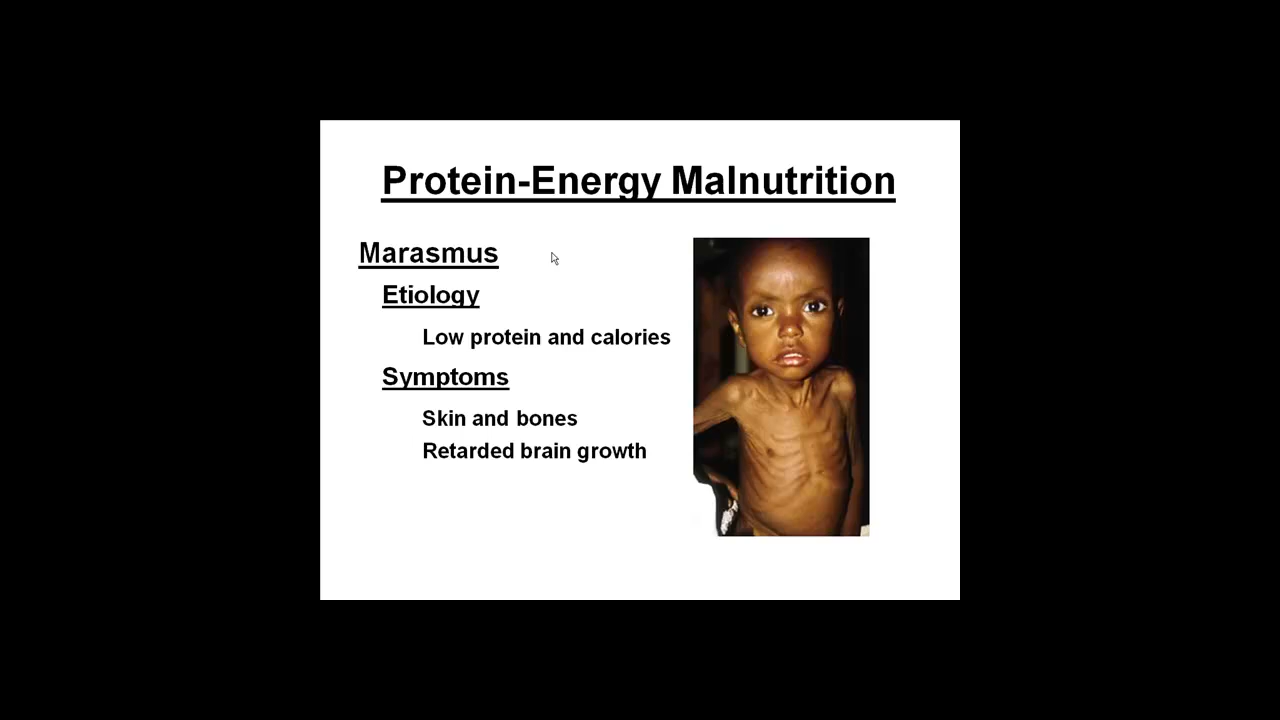 Protein-Energy Malnutrition
Marasmus
Etiology
Low protein and calories
Symptoms
Skin and bones
Retarded brain growth